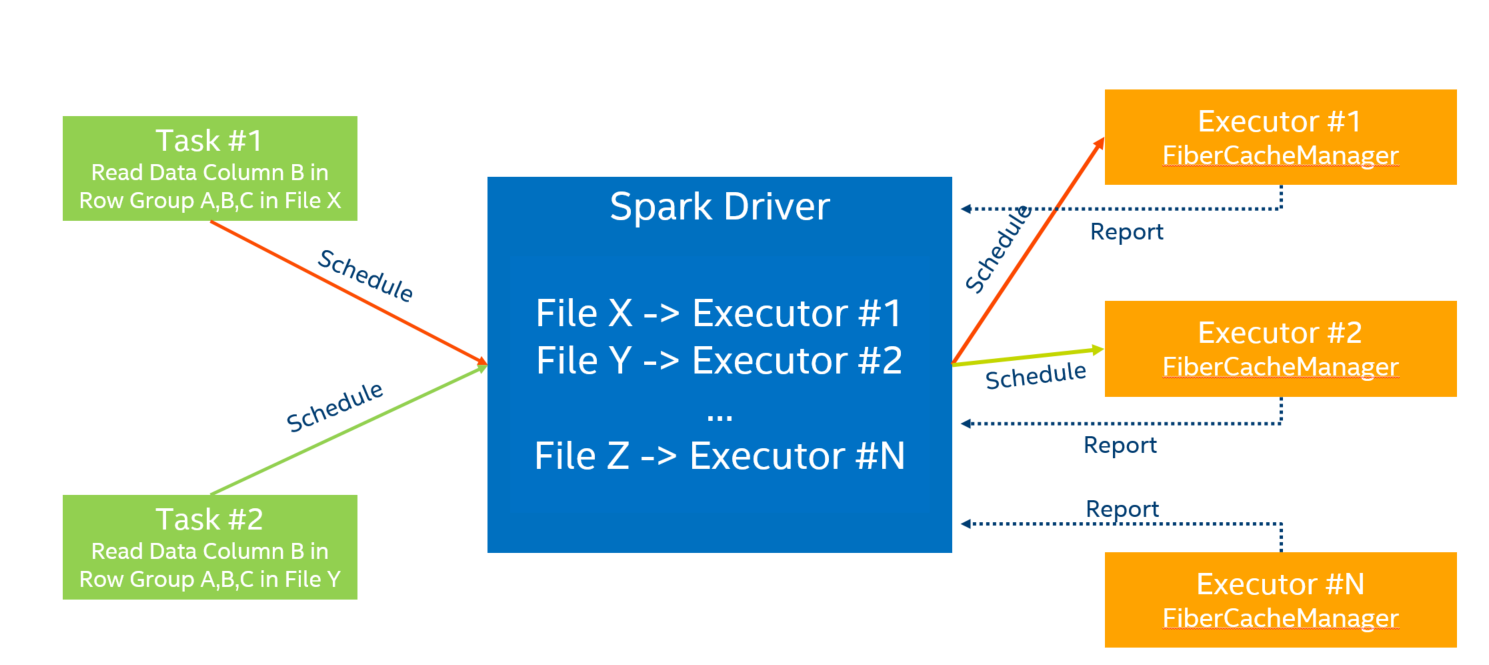 Task #1
Read Data Column B in
Row Group A,B,C in File X
Schedule
Schedule
Task #2
Read Data Column B in
Row Group A,B,C in File Y
Spark Driver
File X -> Executor #1
File Y -> Executor #2
...
File Z -> Executor #N
Schedule
Schedule
Executor #1
FiberCacheManager
Report
Executor #2
FiberCacheManager
Report
Report
Executor #N
FiberCacheManager